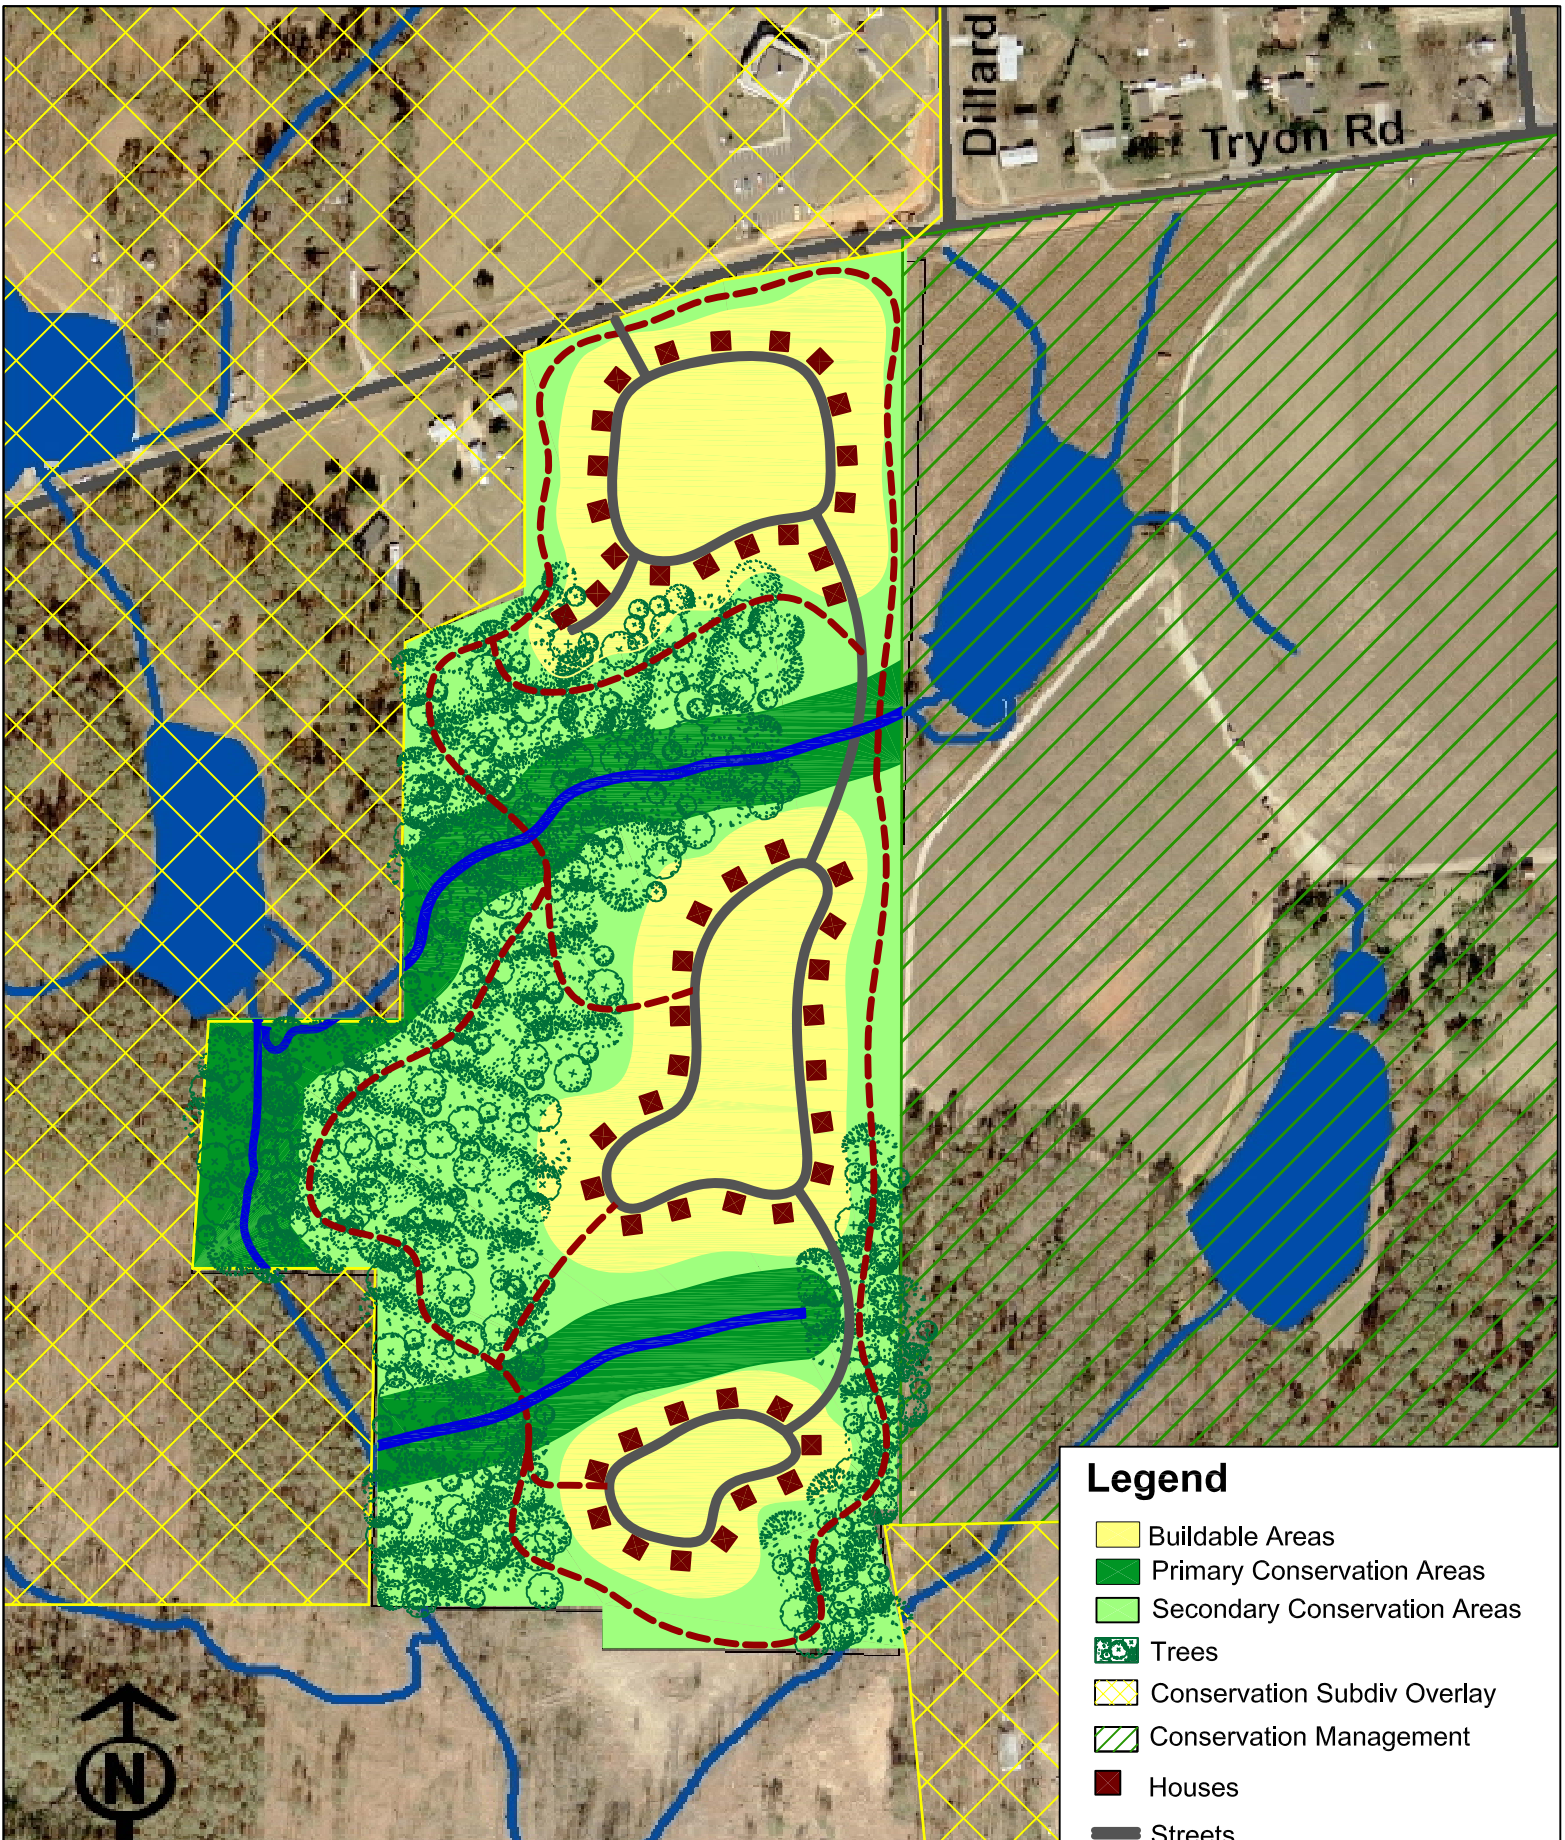 Dillard
Tryon Rd
Legend
Buildable Areas
Primary Conservation Areas
Secondary Conservation Areas
Trees
Conservation Subdiv Overlay
Conservation Management
Houses
Streets
N